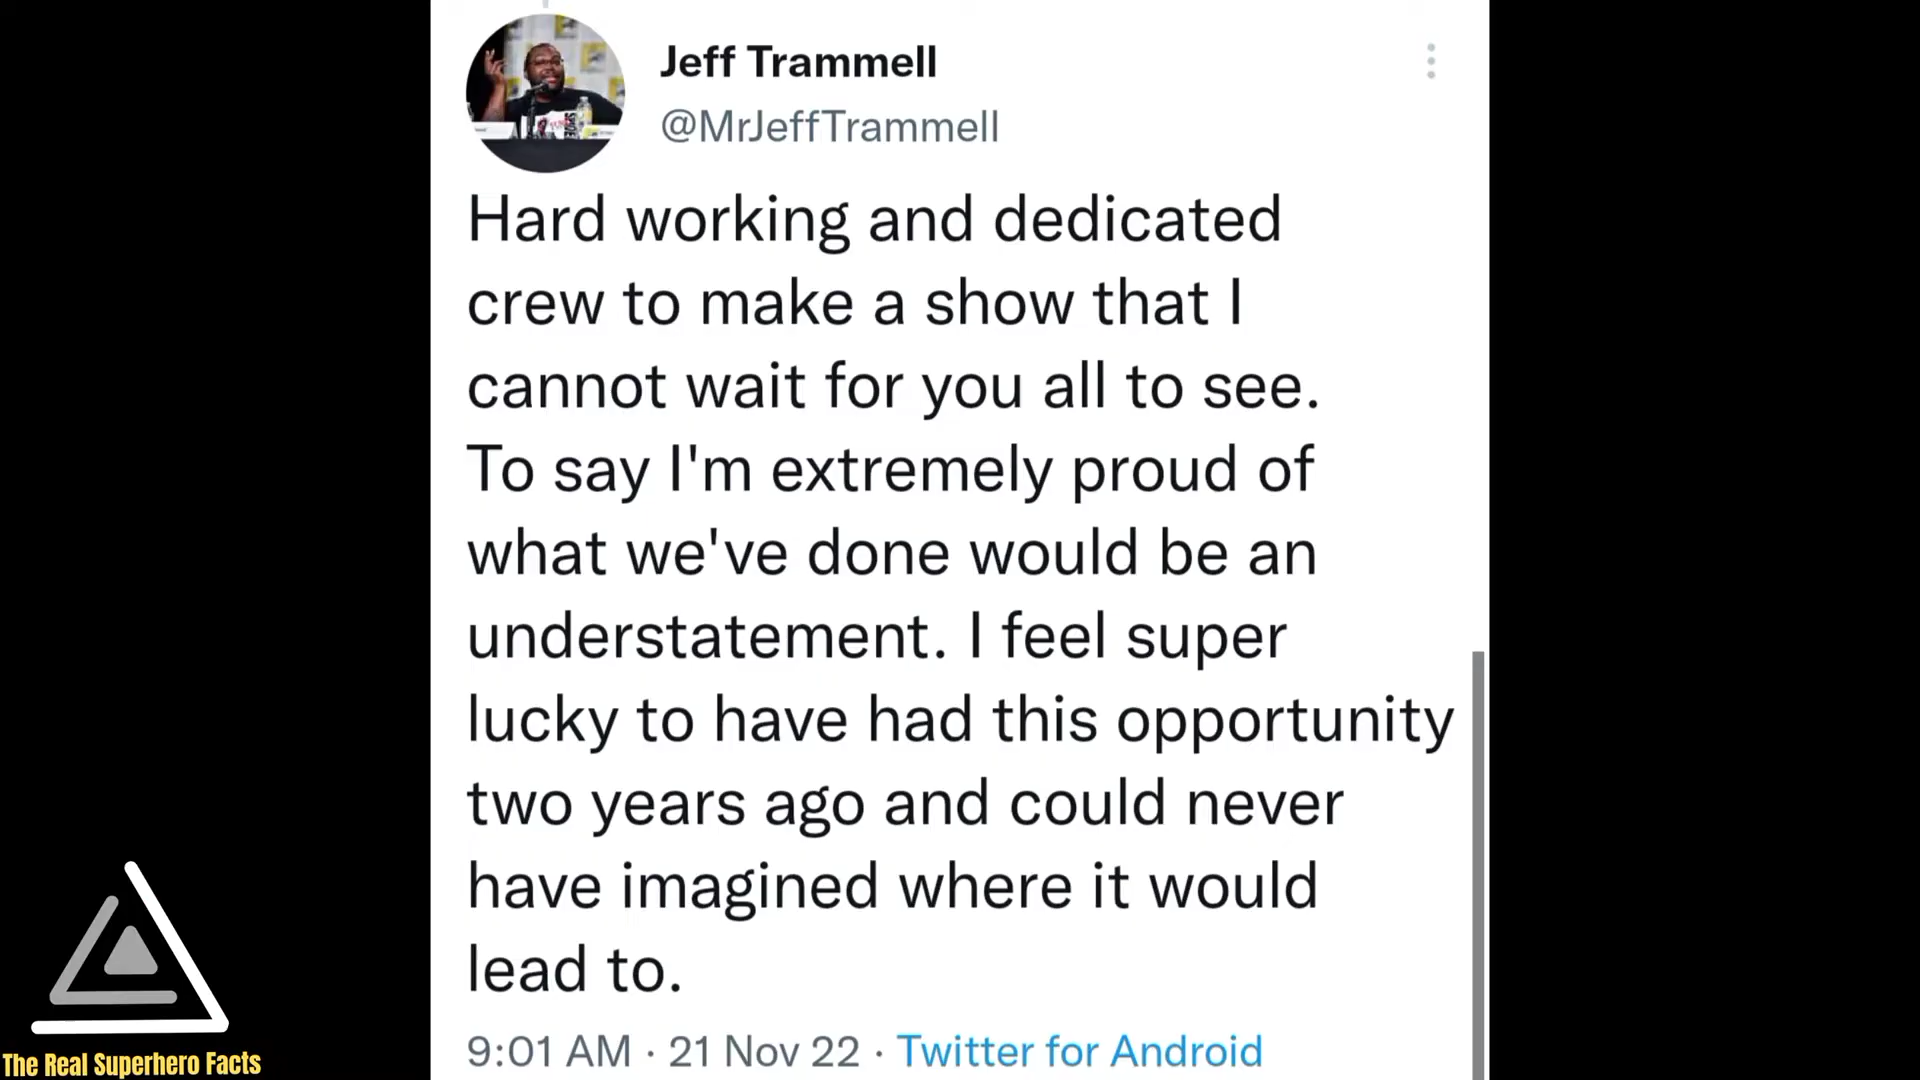 Jeff Trammell
@MrJeffTrammell
Hard working and dedicated
crew to make a show that I
cannot wait for you all to see.
To say I'm extremely proud of
what we've done would be an
understatement. I feel super
lucky to have had this opportunity
two years ago and could never
have imagined where it would
lead to.
9:01 AM · 21 Nov 22 · Twitter for Android
The Real Superhero Facts